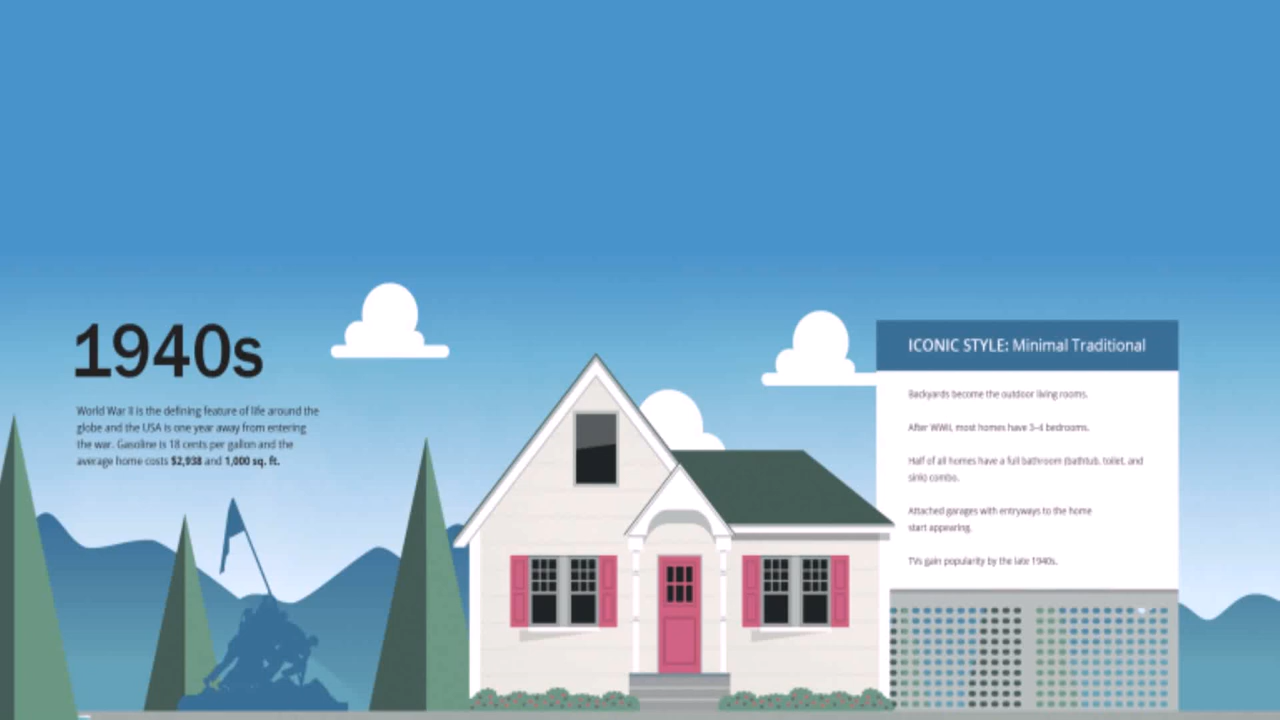 1940s
World War II is the defining feature of life around the
globe and the USA is one year away from entering
the war. Gasoline is 18 cents per gallon and the
average home costs $2,938 and 1,000 sq. ft.
ICONIC STYLE: Minimal Traditional
Backyards become the outdoor living rooms.
After WWII, most homes have 3-4 bedrooms.
Half of all homes have a full bathroom (bathtub, toilet, and
sink) combo.
Attached garages with entryways to the home
start appearing.
TVs gain popularity by the late 1940s.